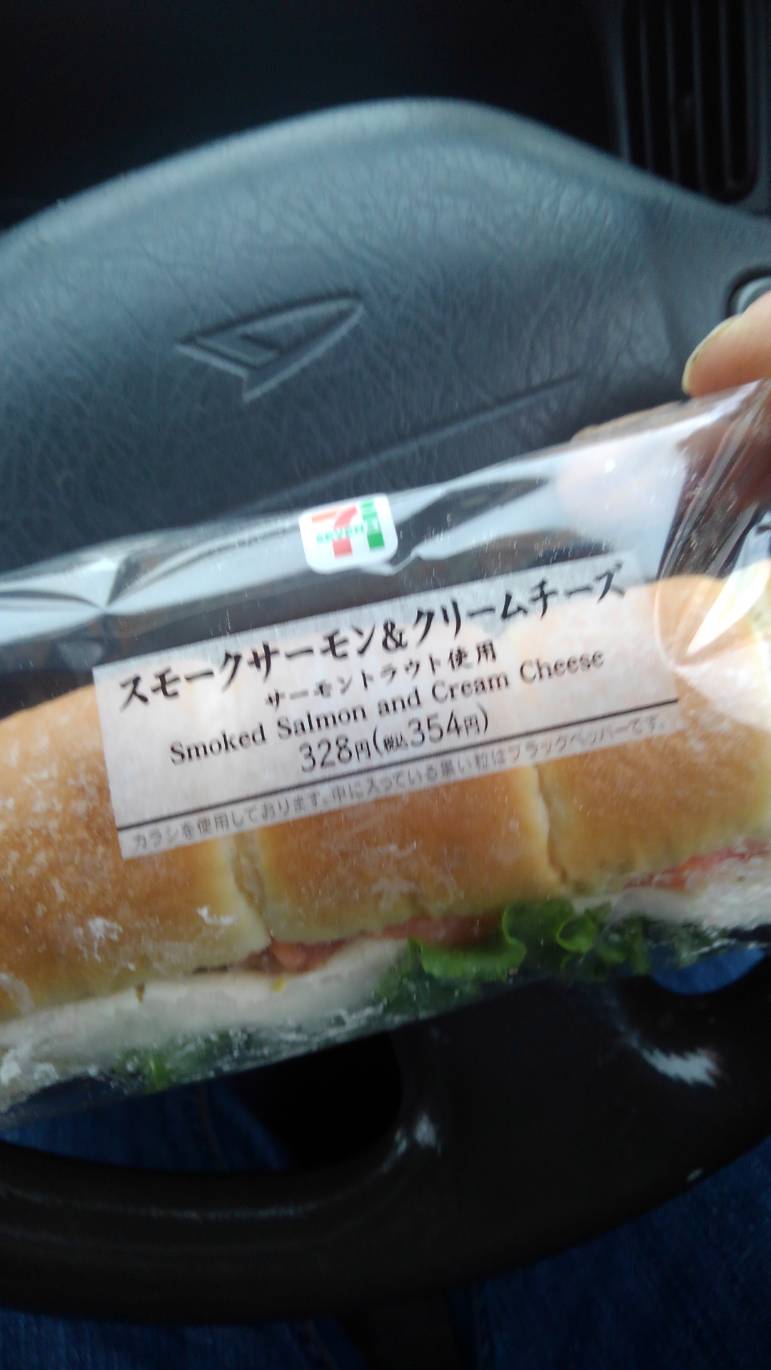 SEVEN
スモークサーモン&クリームチーズ
サーモントラウト使用
Smoked Salmon and Cream Cheese
328円(税込354円)
カラシを使用しております。中に入っている黒い粒はブラックペッパーです。